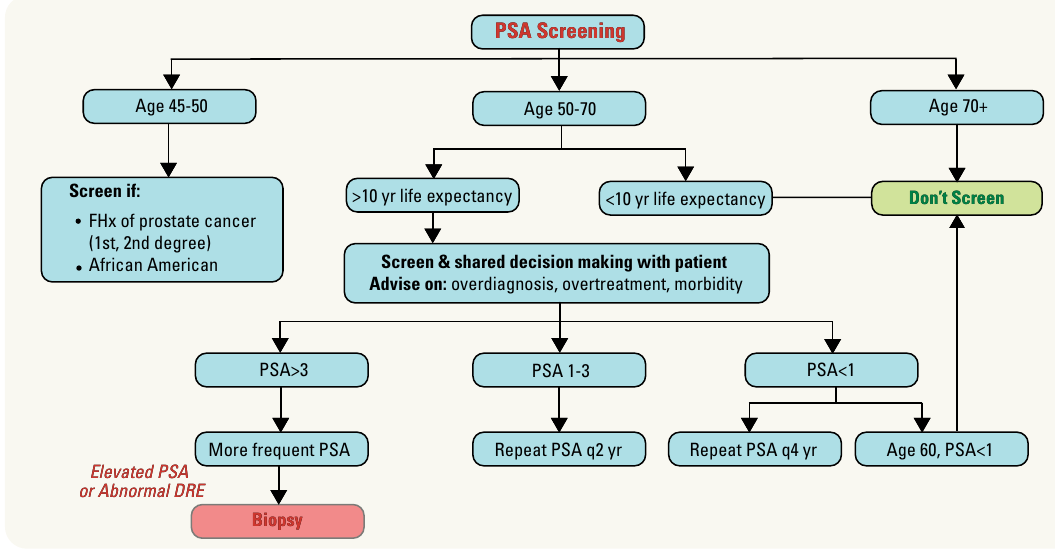 PSA Screening
Age 45-50
Age 50-70
Age 70+
Screen if:
• FHx of prostate cancer
(1st, 2nd degree)
• African American
>10 yr life expectancy
<10 yr life expectancy
Don't Screen
Screen & shared decision making with patient
Advise on: overdiagnosis, overtreatment, morbidity
PSA>3
PSA 1-3
PSA<1
More frequent PSA
Repeat PSA q2 yr
Repeat PSA q4 yr
Age 60, PSA<1
Elevated PSA
or Abnormal DRE
Biopsy